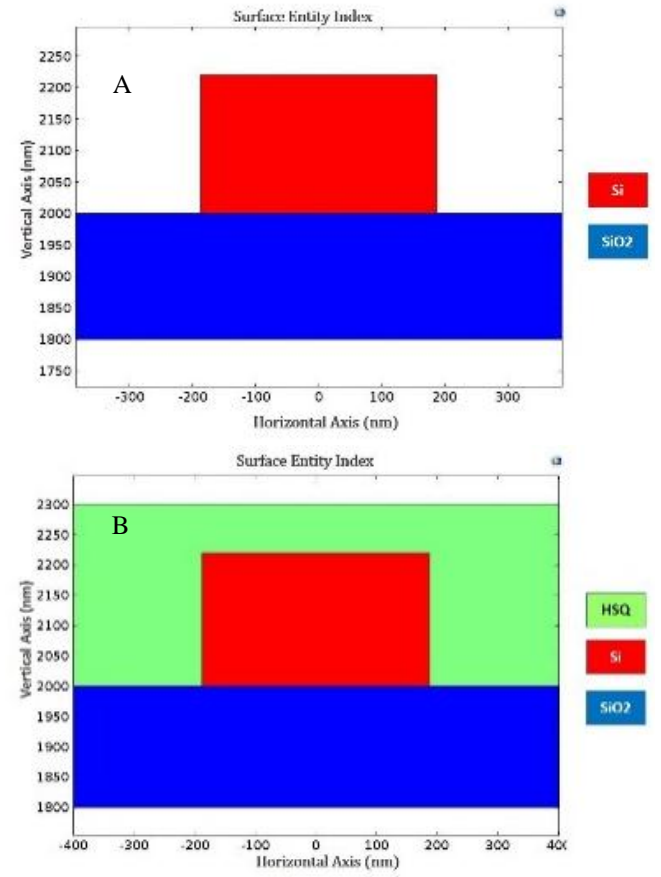 Surface Entity Index
A
Vertical Axis (nm)
2250
2200
2150
2100
2050
2000
1950
1900
1850
1800
1750
-300 -200 -100 0 100 200 300
Horizontal Axis (nm)
Si
SiO2
Surface Entity Index
B
Vertical Axis (nm)
2300
2250
2200
2150
2100
2050
2000
1950
1900
1850
1800
-400 -300 -200 -100 0 100 200 300 40
Horizontal Axis (nm)
HSQ
Si
SiO2